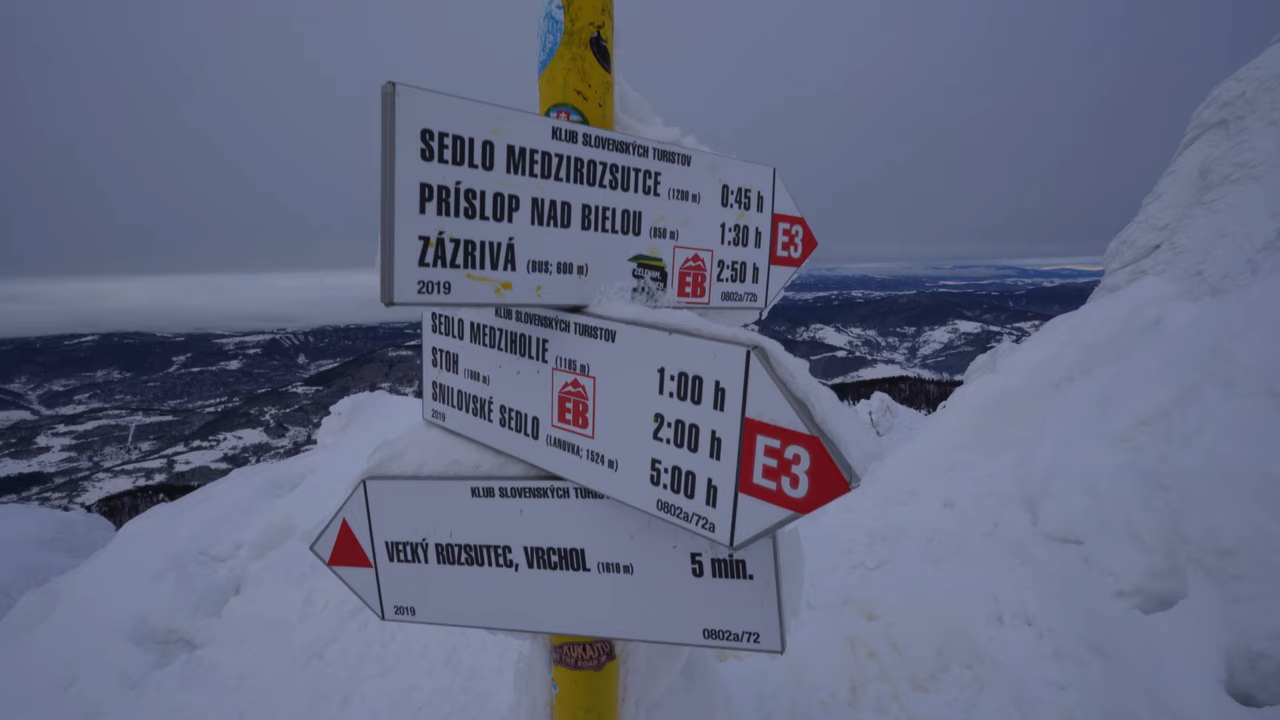 KLUB SLOVENSKÝCH TURISTOV
SEDLO MEDZIROZSUTCE (1200 m) 0:45 h
PRÍSLOP NAD BIELOU (850 m) 1:30 h
ZÁZRIVÁ (BUS; 600 m) EB 2:50 h
2019 0802a/72b
E3
KLUB SLOVENSKÝCH TURISTOV
SEDLO MEDZIHOLIE (1185 m) 1:00 h
STOH (1608 m) EB 2:00 h
SNILOVSKÉ SEDLO (LANOVKA; 1524 m) 5:00 h
2019 0802a/72a
E3
KLUB SLOVENSKÝCH
VEĽKÝ ROZSUTEC, VRCHOL (1610 m) 5 min.
2019 0802a/72